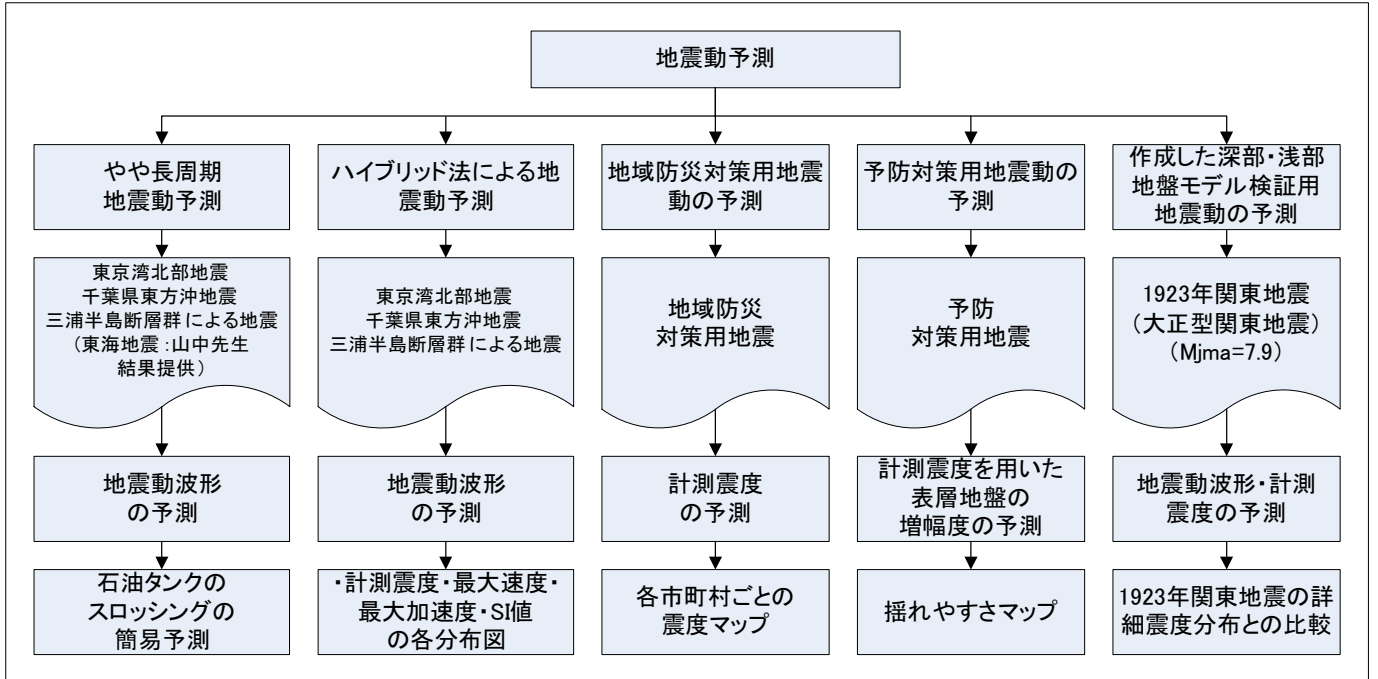 地震動予測
やや長周期
地震動予測
ハイブリッド法による地
震動予測
地域防災対策用地震
動の予測
予防対策用地震動の
予測
作成した深部・浅部
地盤モデル検証用
地震動の予測
東京湾北部地震
千葉県東方沖地震
三浦半島断層群による地震
（東海地震：山中先生
結果提供）
東京湾北部地震
千葉県東方沖地震
三浦半島断層群による地震
地域防災
対策用地震
予防
対策用地震
1923年関東地震
（大正型関東地震）
（Mjma=7.9）
地震動波形
の予測
地震動波形
の予測
計測震度
の予測
計測震度を用いた
表層地盤の
増幅度の予測
地震動波形・計測
震度の予測
石油タンクの
スロッシングの
簡易予測
・計測震度・最大速度・
最大加速度・SI値
の各分布図
各市町村ごとの
震度マップ
揺れやすさマップ
1923年関東地震の詳
細震度分布との比較